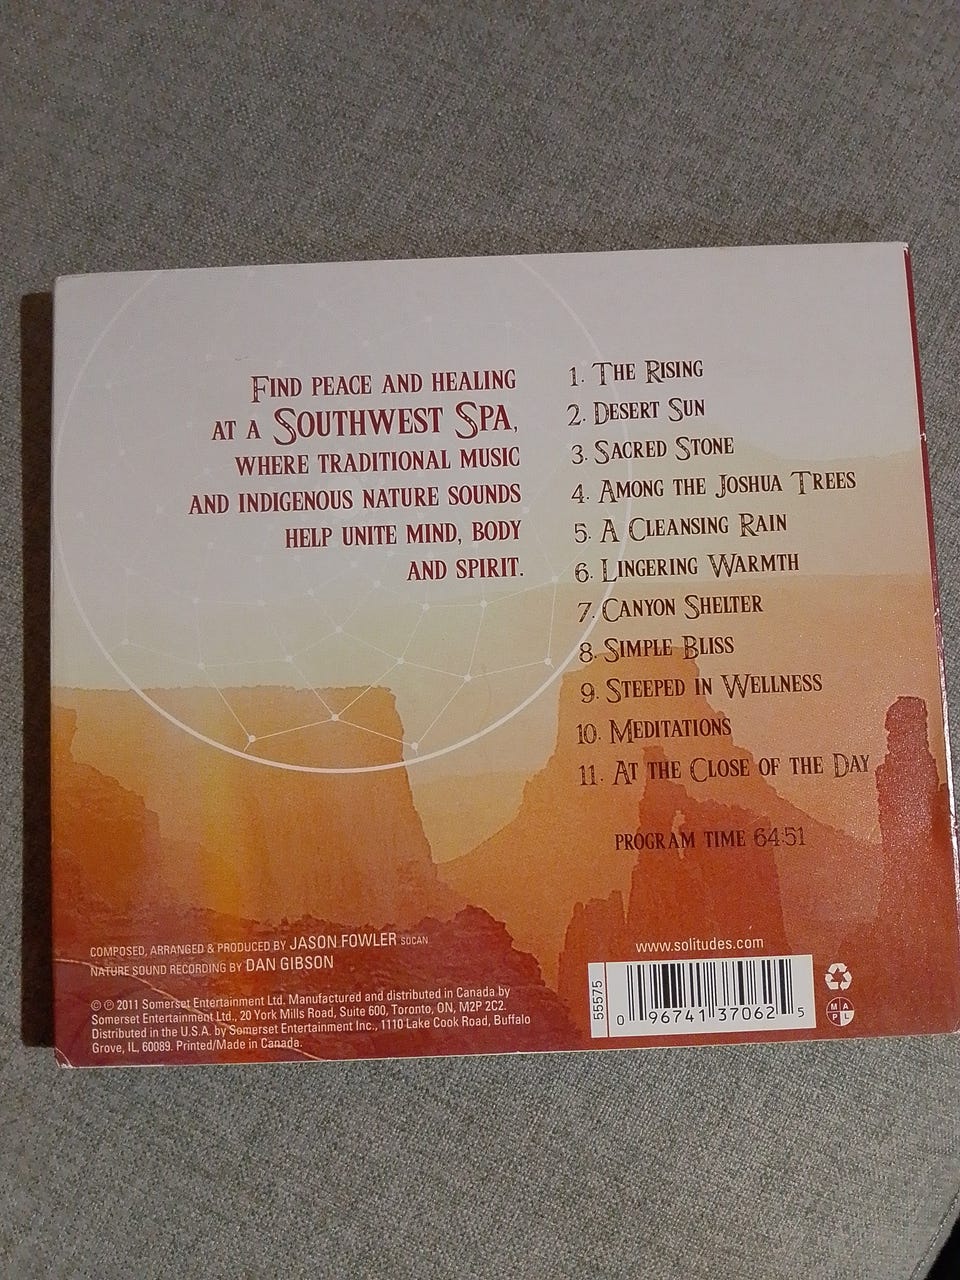 Find peace and healing
at a Southwest Spa,
where traditional music
and indigenous nature sounds
help unite mind, body
and spirit.
1. The Rising
2. Desert Sun
3. Sacred Stone
4. Among the Joshua Trees
5. A Cleansing Rain
6. Lingering Warmth
7. Canyon Shelter
8. Simple Bliss
9. Steeped in Wellness
10. Meditations
11. At the Close of the Day
program time 64:51
COMPOSED, ARRANGED & PRODUCED BY JASON FOWLER SOCAN
NATURE SOUND RECORDING BY DAN GIBSON
© ℗ 2011 Somerset Entertainment Ltd. Manufactured and distributed in Canada by
Somerset Entertainment Ltd., 20 York Mills Road, Suite 600, Toronto, ON, M2P 2C2.
Distributed in the U.S.A. by Somerset Entertainment Inc., 1110 Lake Cook Road, Buffalo
Grove, IL, 60089. Printed/Made in Canada.
www.solitudes.com
55575
0 96741 37062 5
M A
P L